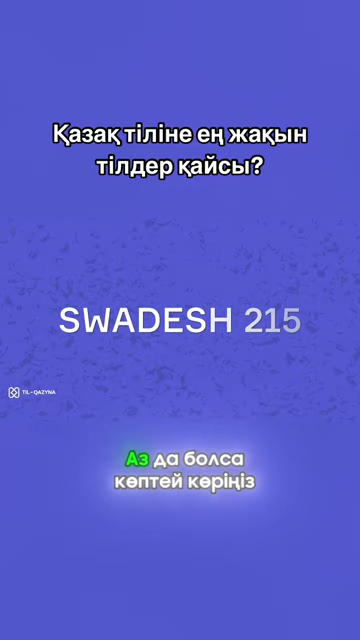 Қазақ тіліне ең жақын
тілдер қайсы?
SWADESH 215
TIL-QAZYNA
Аз да болса
көптей көріңіз